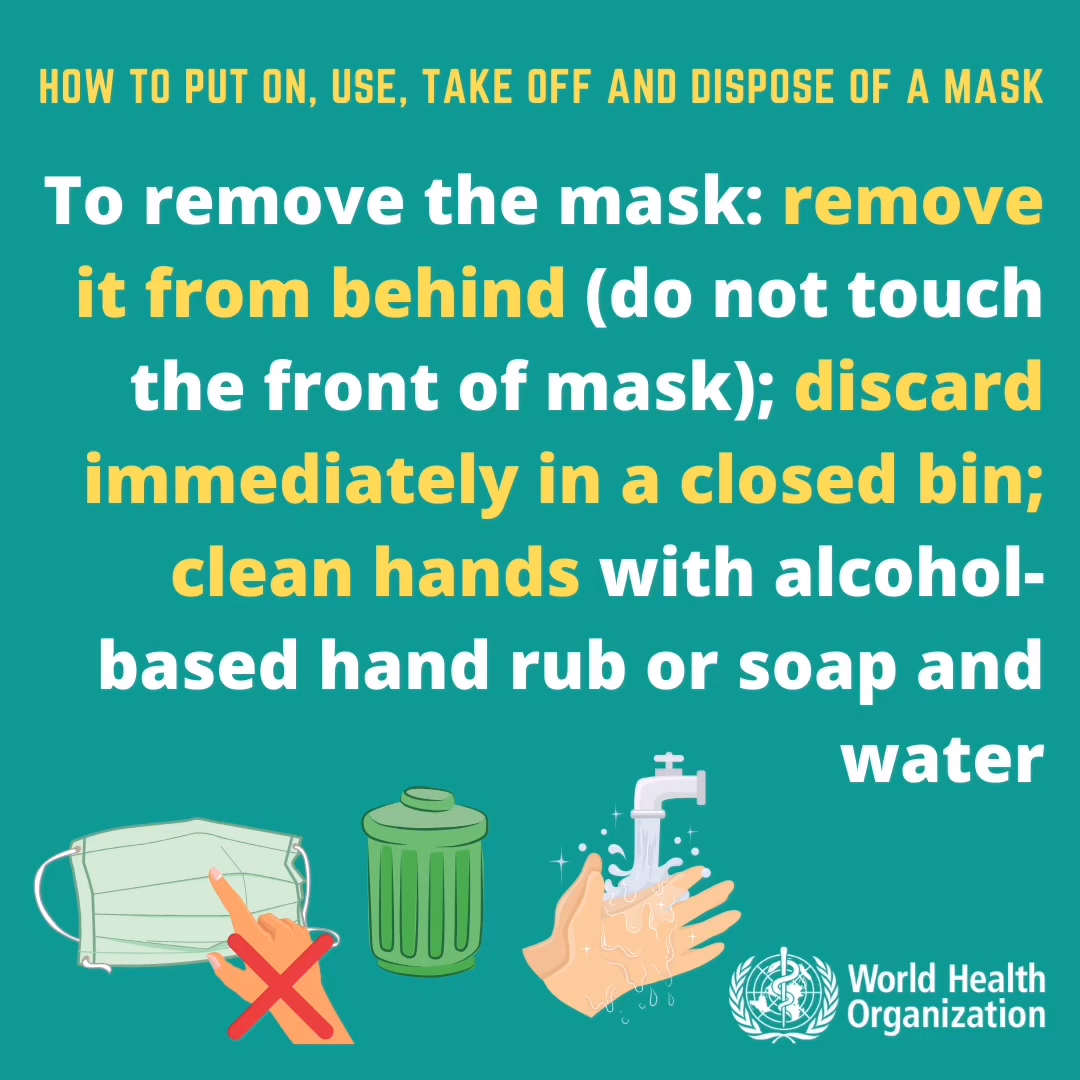 HOW TO PUT ON, USE, TAKE OFF AND DISPOSE OF A MASK
To remove the mask: remove
it from behind (do not touch
the front of mask); discard
immediately in a closed bin;
clean hands with alcohol-
based hand rub or soap and
water
World Health
Organization